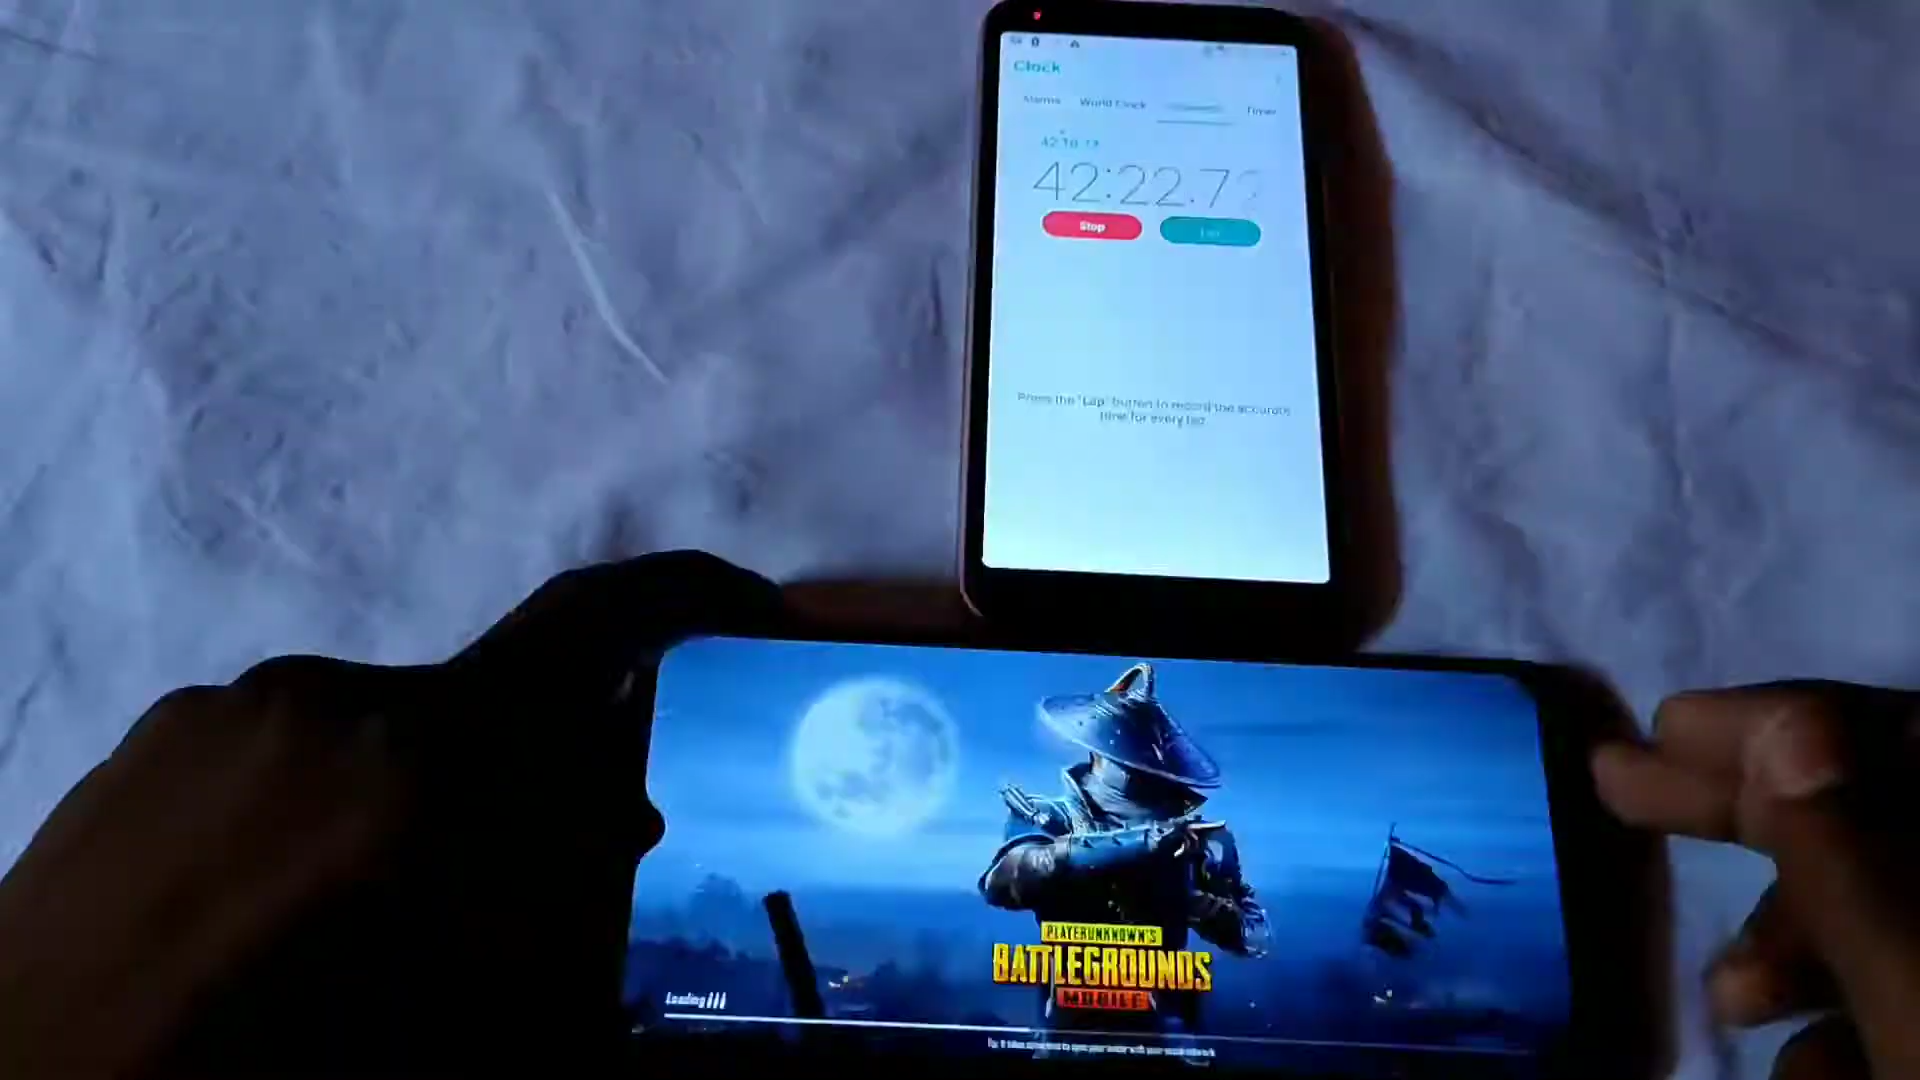 Clock
Alarms World Clock Timer
42:22.7
Stop
Press the "Lap" button to record the accurate
time for every lap.
PLAYERUNKNOWN'S
BATTLEGROUNDS
MOBILE
Loading